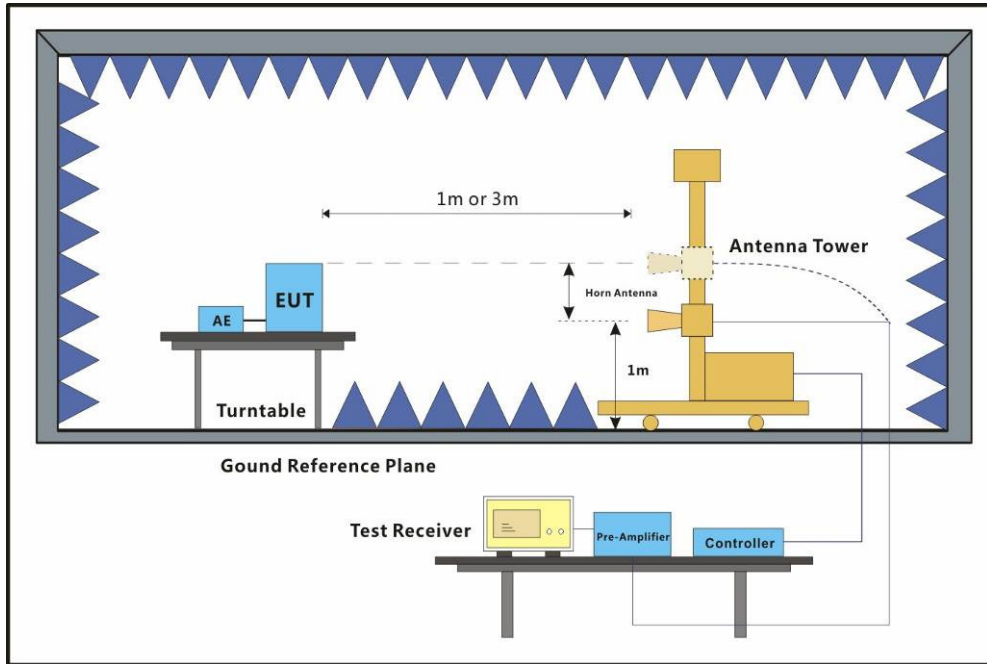 1m or 3m
Antenna Tower
Horn Antenna
EUT
AE
1m
Turntable
Gound Reference Plane
Test Receiver
Pre-Amplifier
Controller